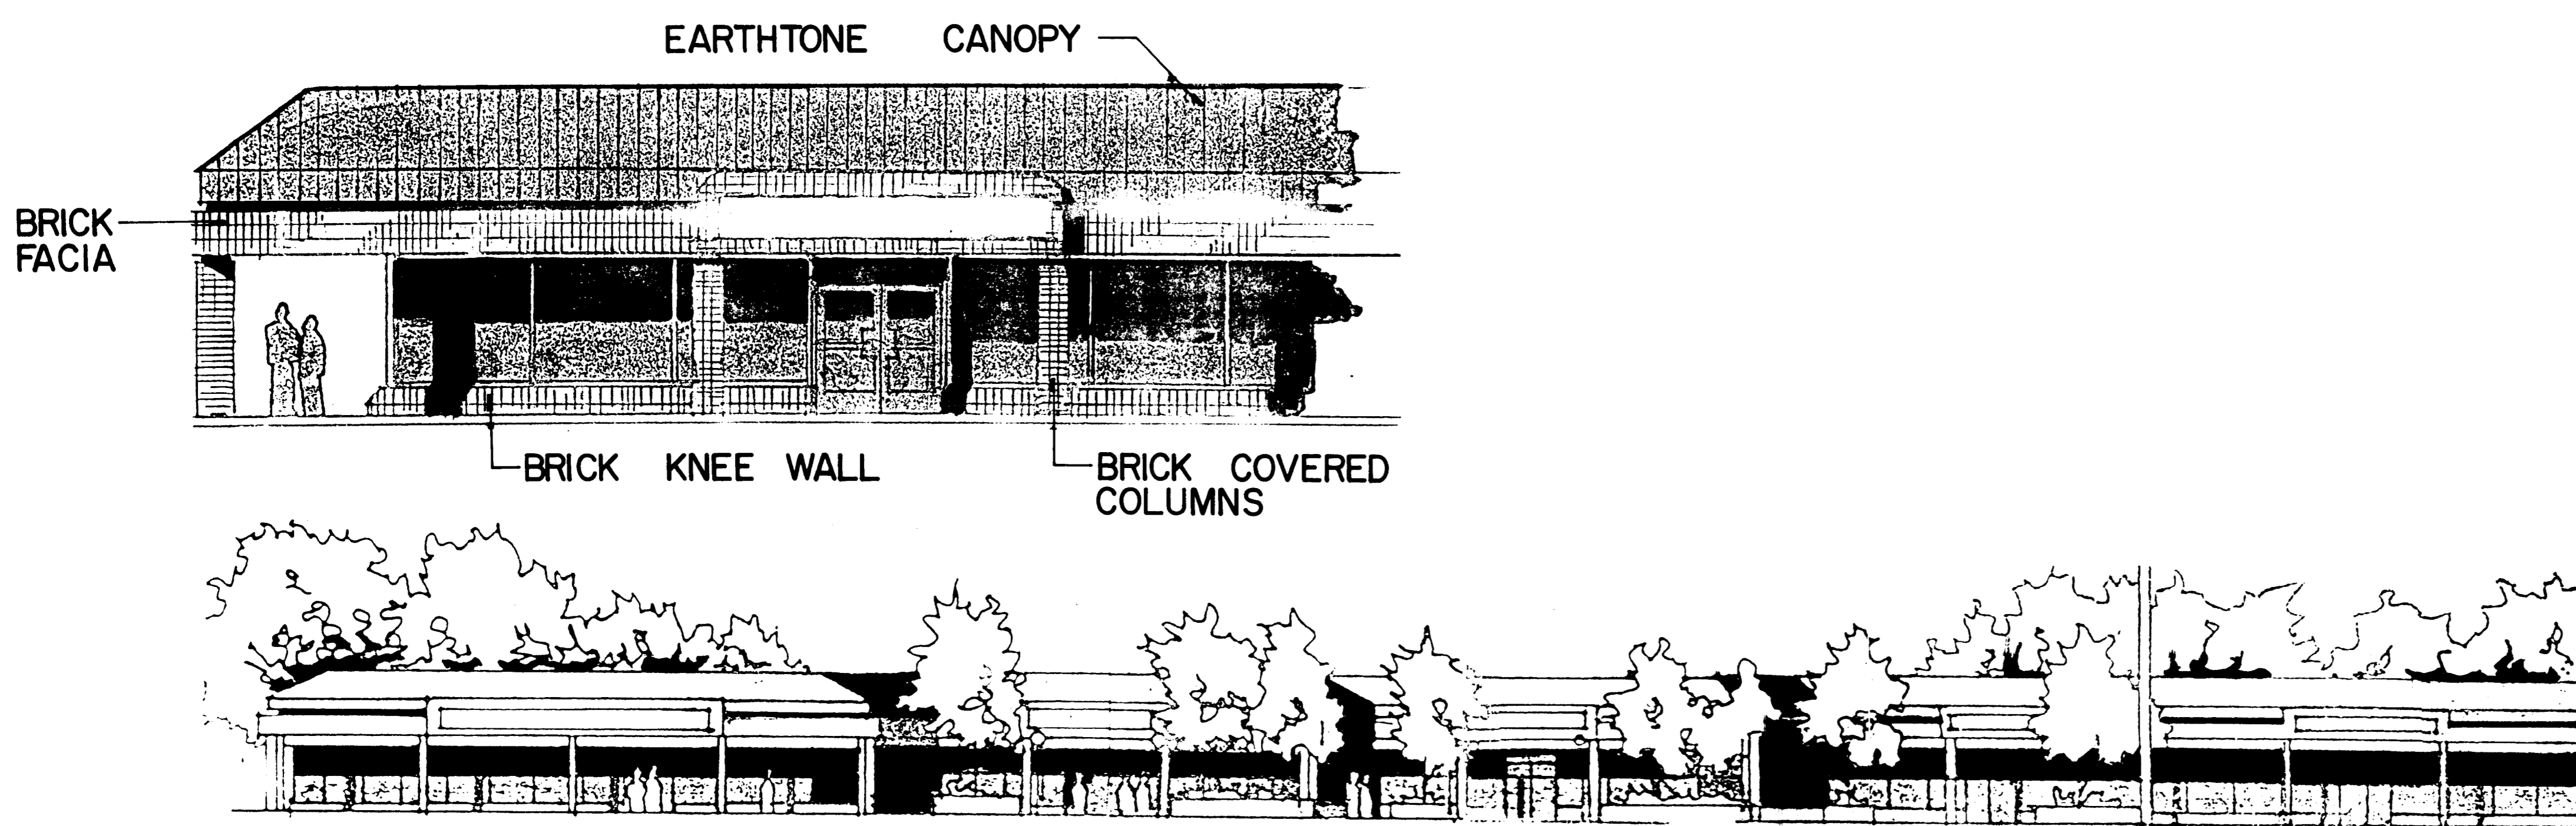 EARTHTONE CANOPY
BRICK
FACIA
BRICK KNEE WALL
BRICK COVERED
COLUMNS